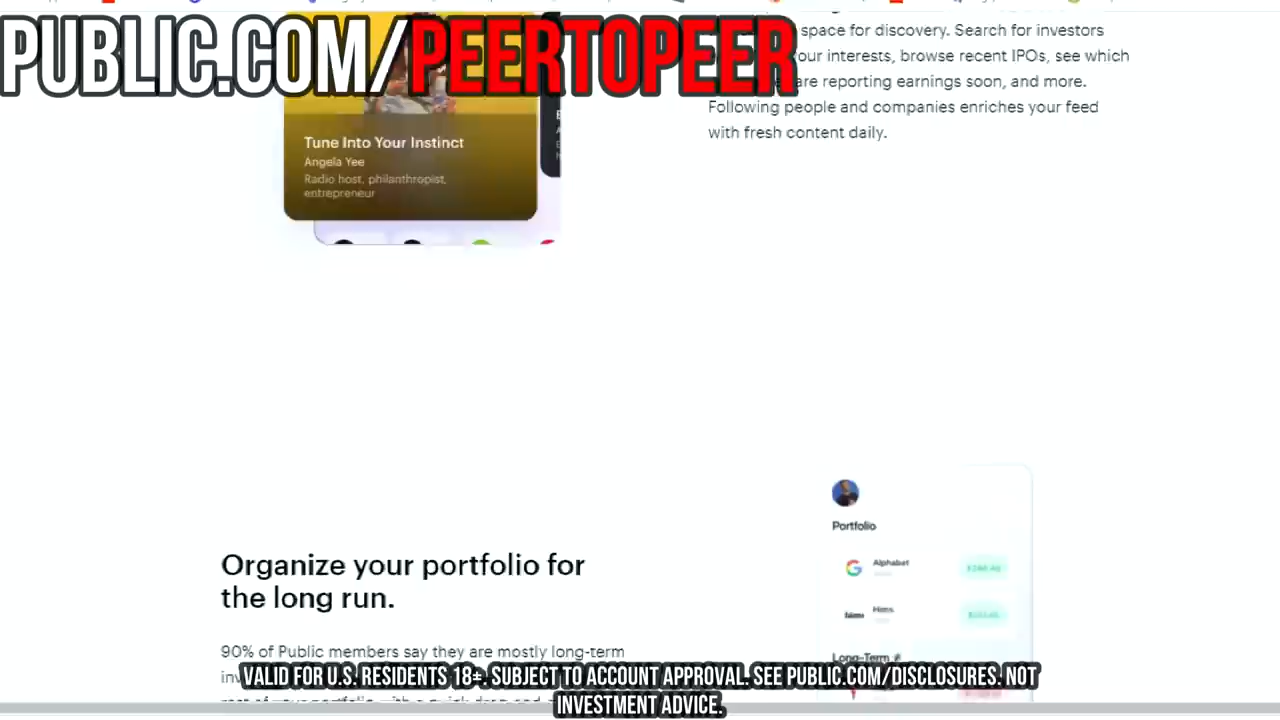 PUBLIC.COM/PEERTOPEER
space for discovery. Search for investors
our interests, browse recent IPOs, see which
are reporting earnings soon, and more.
Following people and companies enriches your feed
with fresh content daily.
Tune Into Your Instinct
Angela Yee
Radio host, philanthropist,
entrepreneur
Portfolio
Alphabet
Hims
Organize your portfolio for
the long run.
90% of Public members say they are mostly long-term
Long-Term
VALID FOR U.S. RESIDENTS 18+. SUBJECT TO ACCOUNT APPROVAL. SEE PUBLIC.COM/DISCLOSURES. NOT
INVESTMENT ADVICE.